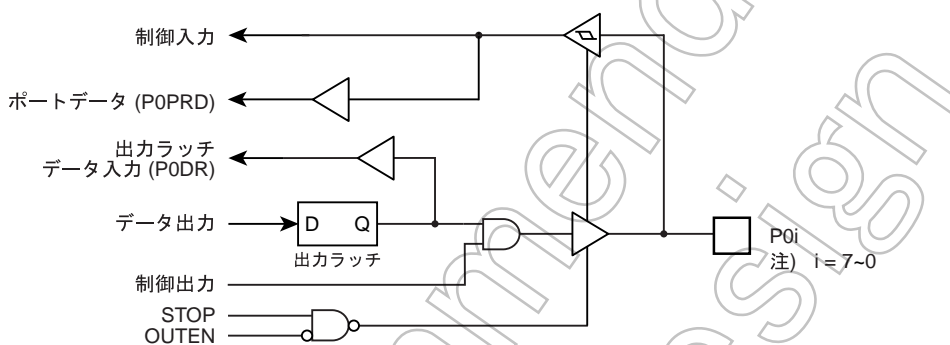 制御入力
ポートデータ (P0PRD)
出力ラッチ
データ入力 (P0DR)
データ出力
D Q
出力ラッチ
P0i
注) i = 7~0
制御出力
STOP
OUTEN